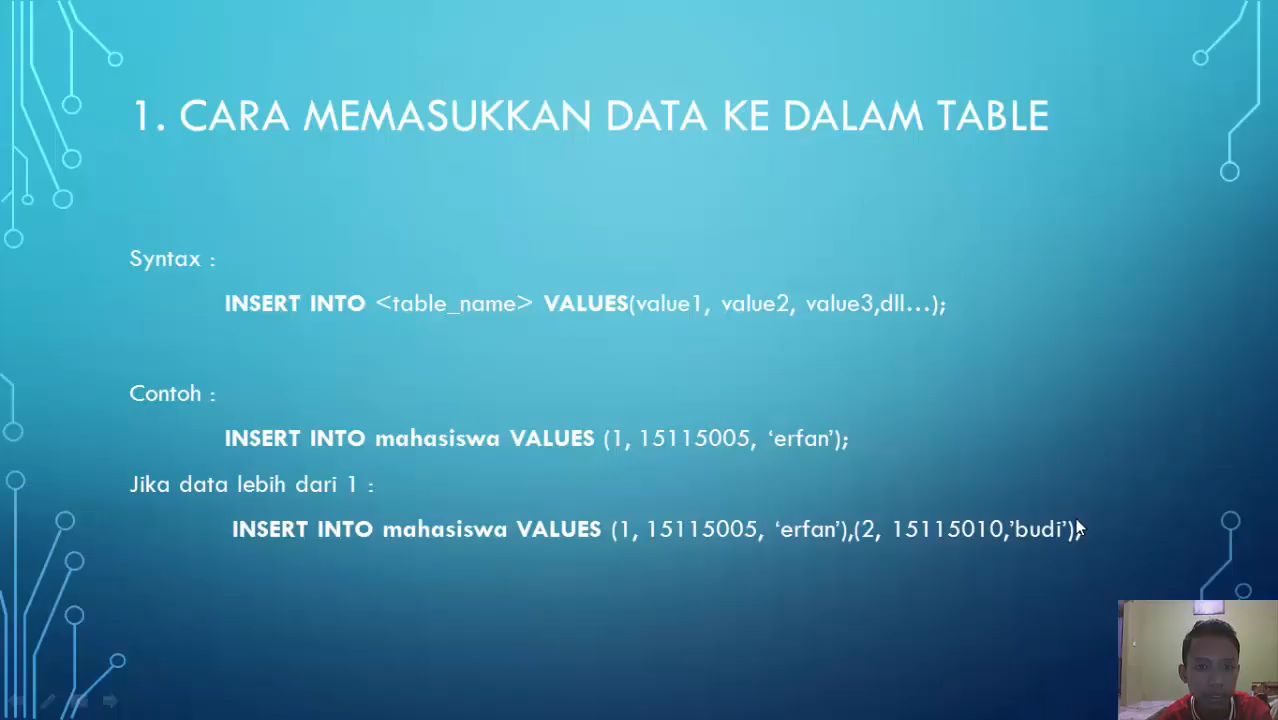 1. CARA MEMASUKKAN DATA KE DALAM TABLE
Syntax :
INSERT INTO <table_name> VALUES(value1, value2, value3,dll...);
Contoh :
INSERT INTO mahasiswa VALUES (1, 15115005, ‘erfan’);
Jika data lebih dari 1 :
INSERT INTO mahasiswa VALUES (1, 15115005, ‘erfan’),(2, 15115010,’budi’);